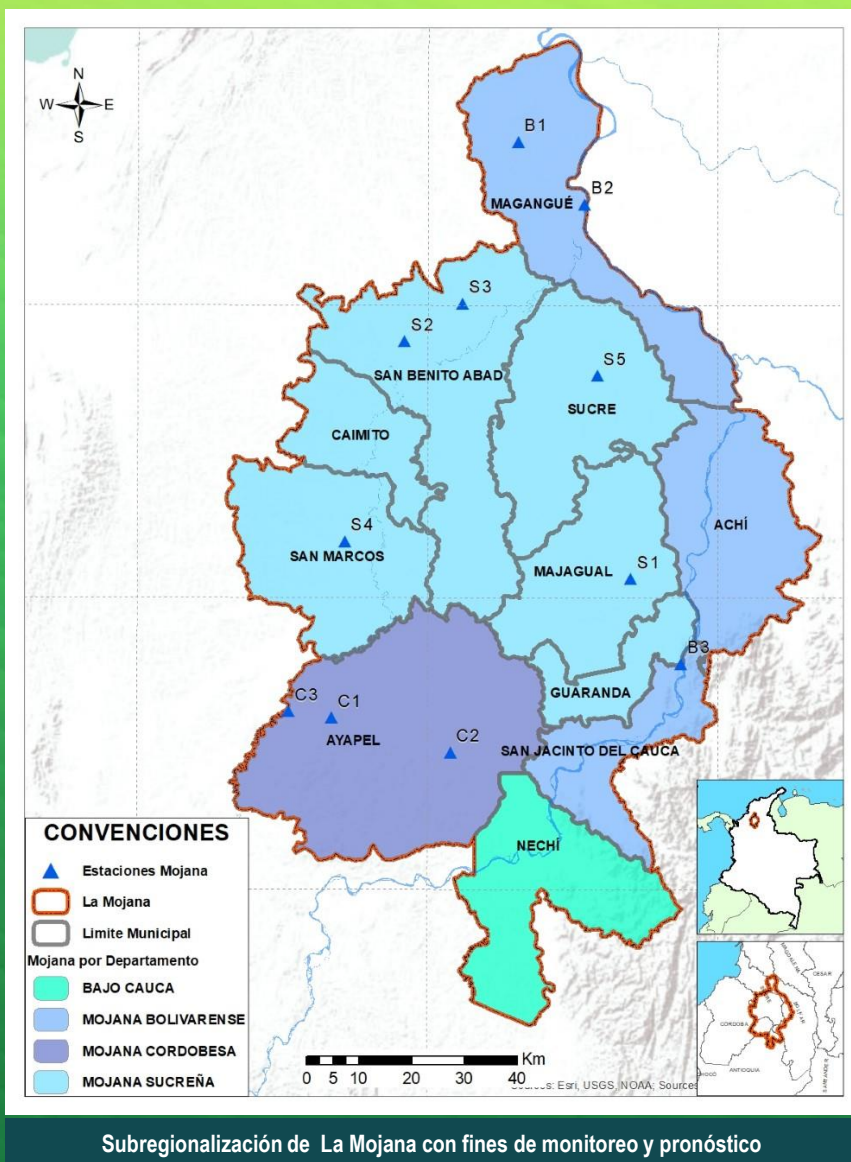 N
W E
S
B1
MAGANGUÉ
B2
S3
S2
SAN BENITO ABAD
S5
SUCRE
CAIMITO
ACHÍ
S4
SAN MARCOS
MAJAGUAL
S1
B3
GUARANDA
C3
C1
AYAPEL
C2
SAN JACINTO DEL CAUCA
NECHÍ
CONVENCIONES
Estaciones Mojana
La Mojana
Limite Municipal
Mojana por Departamento
BAJO CAUCA
MOJANA BOLIVARENSE
MOJANA CORDOBESA
MOJANA SUCREÑA
Km
0 5 10 20 30 40
Esri, USGS, NOAA; Sources
CESAR
CORDOBA
ANTIOQUIA
SANTANDER
Subregionalización de La Mojana con fines de monitoreo y pronóstico